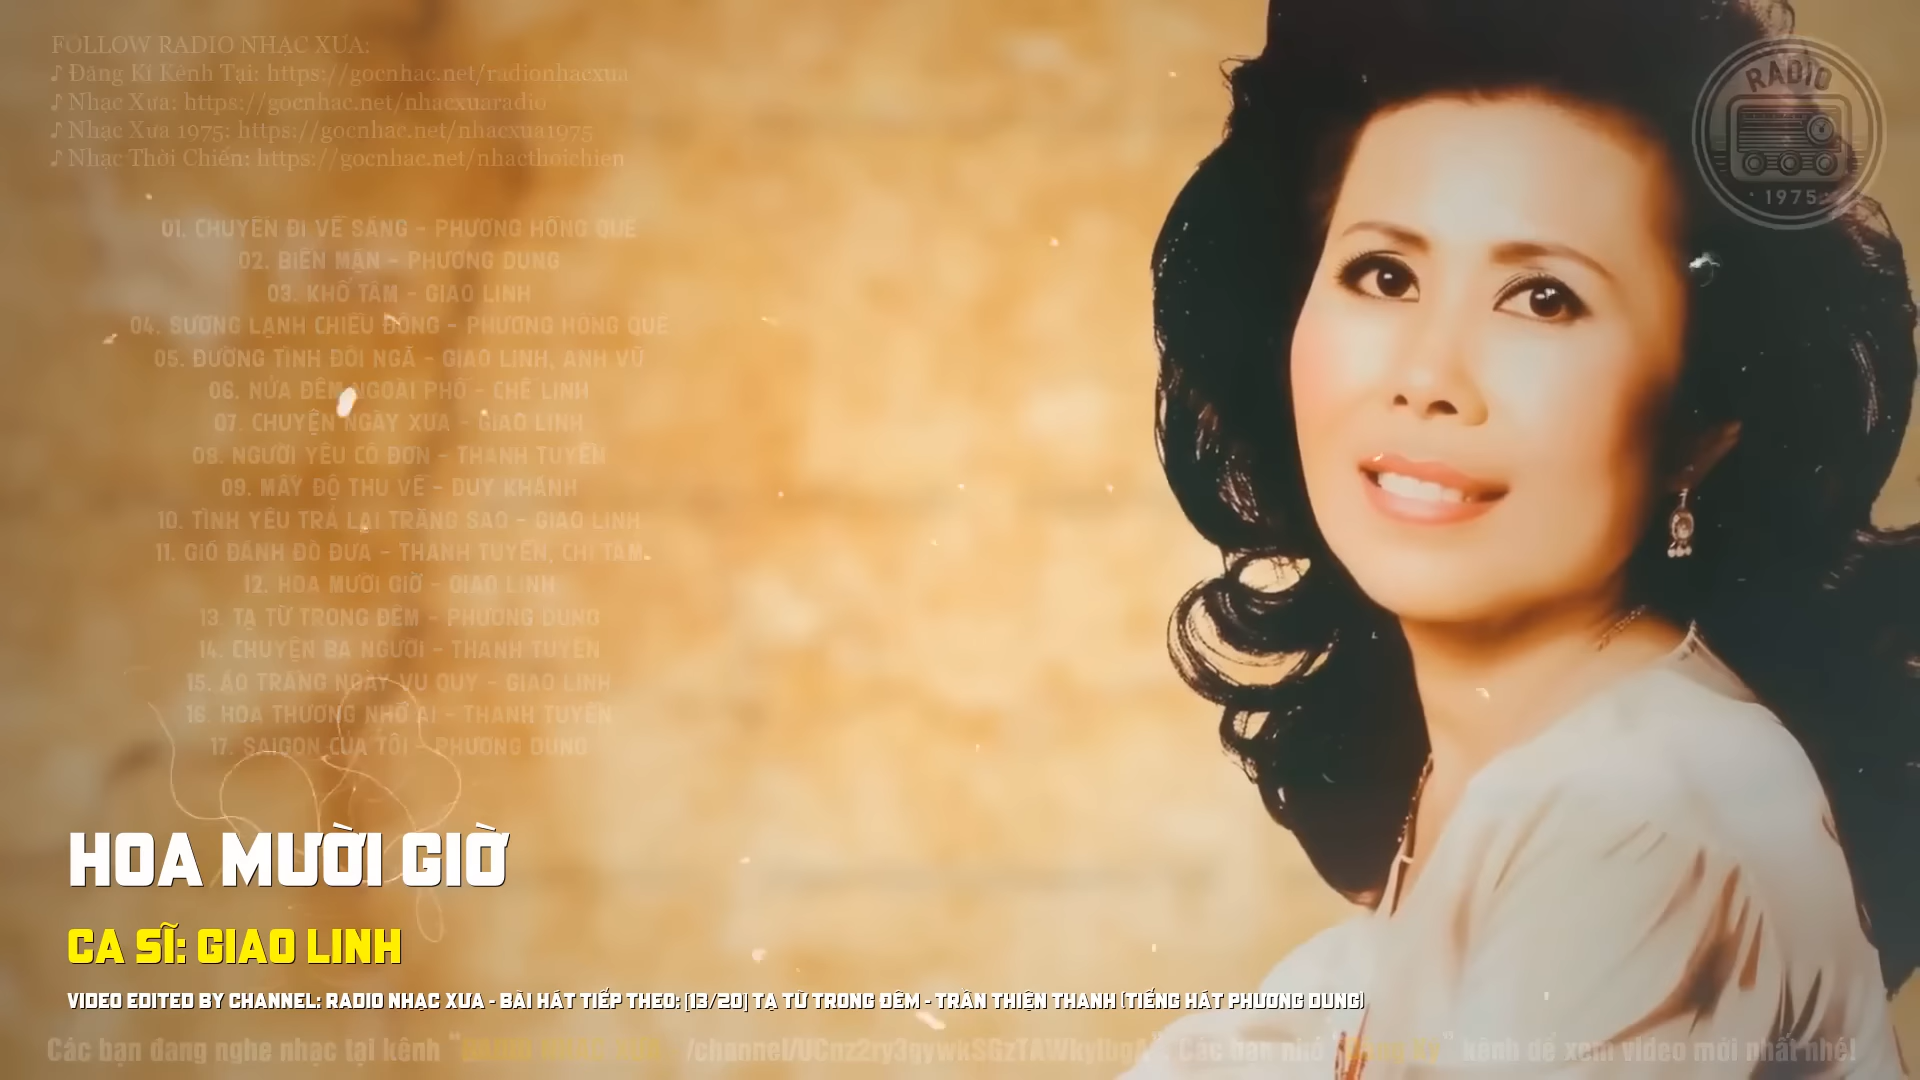 FOLLOW RADIO NHẠC XƯA:
♪ Đăng Kí Kênh Tại: https://gocnhac.net/radionhacxua
♪ Nhạc Xưa: https://gocnhac.net/nhacxuaradio
♪ Nhạc Xưa 1975: https://gocnhac.net/nhacxua1975
♪ Nhạc Thời Chiến: https://gocnhac.net/nhacthoichien
RADIO
1975
01. CHUYẾN ĐI VỀ SÁNG - PHƯƠNG HỒNG QUẾ
02. BIỂN MẶN - PHƯƠNG DUNG
03. KHỔ TÂM - GIAO LINH
04. SƯƠNG LẠNH CHIỀU ĐÔNG - PHƯƠNG HỒNG QUẾ
05. ĐƯỜNG TÌNH ĐÔI NGẢ - GIAO LINH, ANH VŨ
06. NỬA ĐÊM NGOÀI PHỐ - CHẾ LINH
07. CHUYỆN NGÀY XƯA - GIAO LINH
08. NGƯỜI YÊU CÔ ĐƠN - THANH TUYỀN
09. MẤY ĐỘ THU VỀ - DUY KHÁNH
10. TÌNH YÊU TRẢ LẠI TRĂNG SAO - GIAO LINH
11. GIÓ ĐÁNH ĐÒ ĐƯA - THANH TUYỀN, CHÍ TÂM
12. HOA MƯỜI GIỜ - GIAO LINH
13. TẠ TỪ TRONG ĐÊM - PHƯƠNG DUNG
14. CHUYỆN BA NGƯỜI - THANH TUYỀN
15. ÁO TRẮNG NGÀY VU QUY - GIAO LINH
16. HOA THƯƠNG NHỚ AI - THANH TUYỀN
17. SAIGON CỦA TÔI - PHƯƠNG DUNG
HOA MƯỜI GIỜ
CA SĨ: GIAO LINH
VIDEO EDITED BY CHANNEL: RADIO NHẠC XƯA - BÀI HÁT TIẾP THEO: [13/20] TẠ TỪ TRONG ĐÊM - TRẦN THIỆN THANH (TIẾNG HÁT PHƯƠNG DUNG)
Các bạn đang nghe nhạc tại kênh "RADIO NHẠC XƯA /channel/UCnz2ry3gywkSGzTAWkyIbgA". Các bạn nhớ "Đăng Ký" kênh để xem video mới nhất nhé!